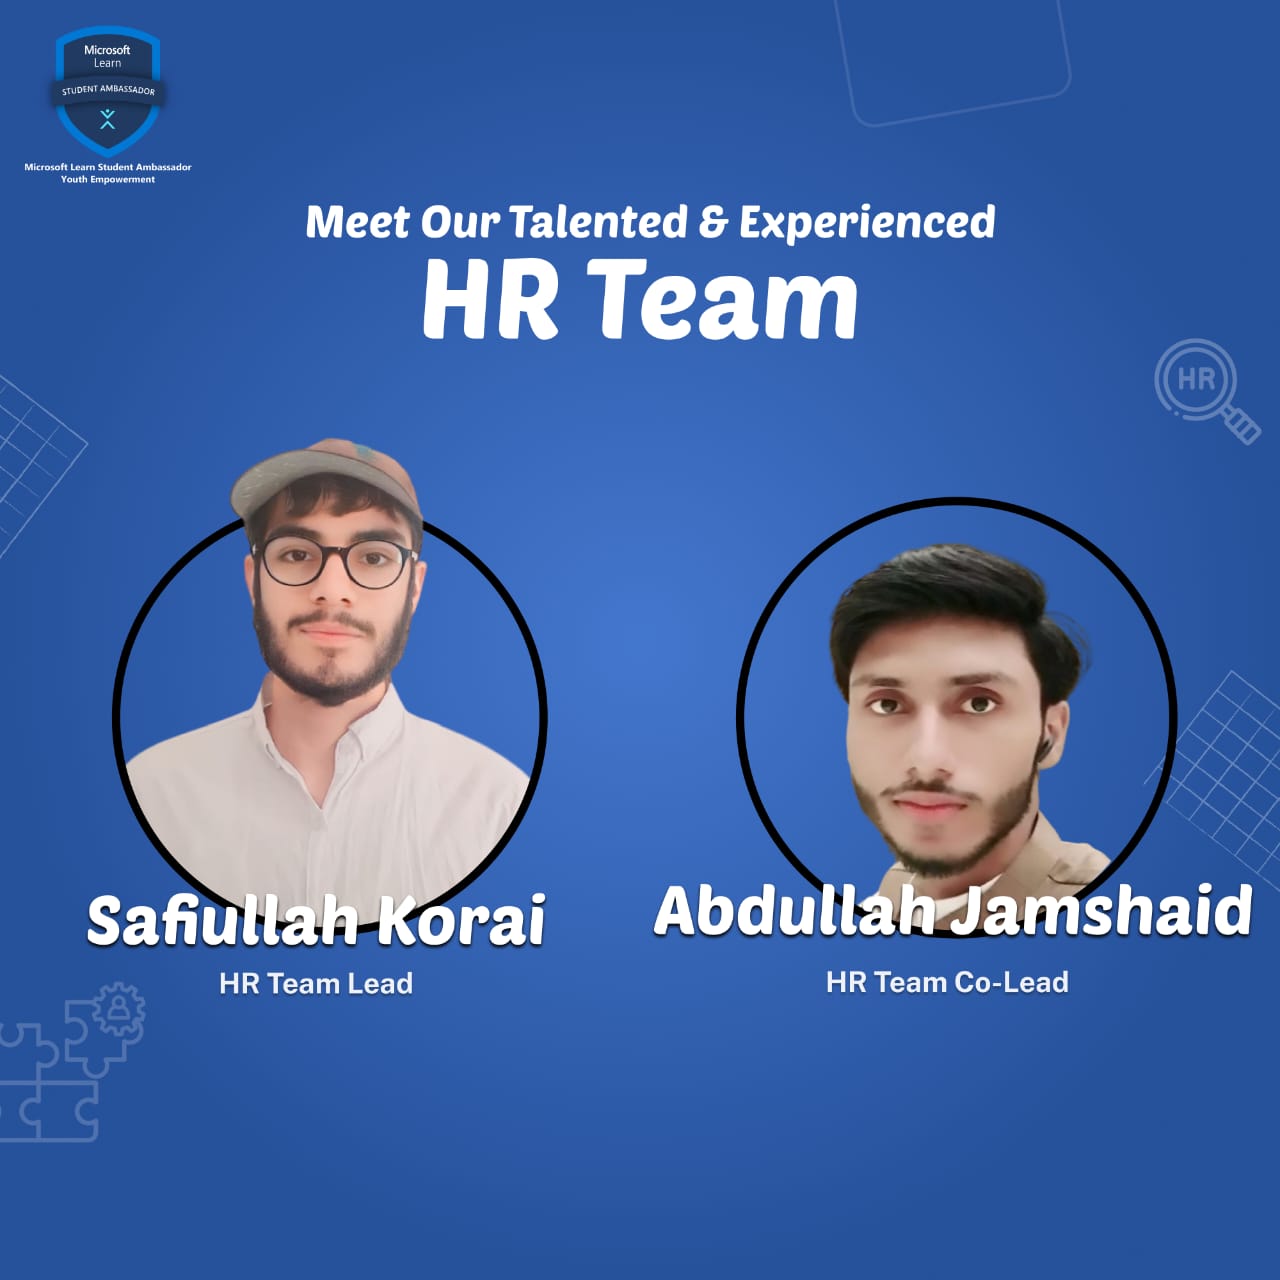 Microsoft
Learn
STUDENT AMBASSADOR
Microsoft Learn Student Ambassador
Youth Empowerment
Meet Our Talented & Experienced
HR Team
HR
Safiullah Korai
HR Team Lead
Abdullah Jamshaid
HR Team Co-Lead